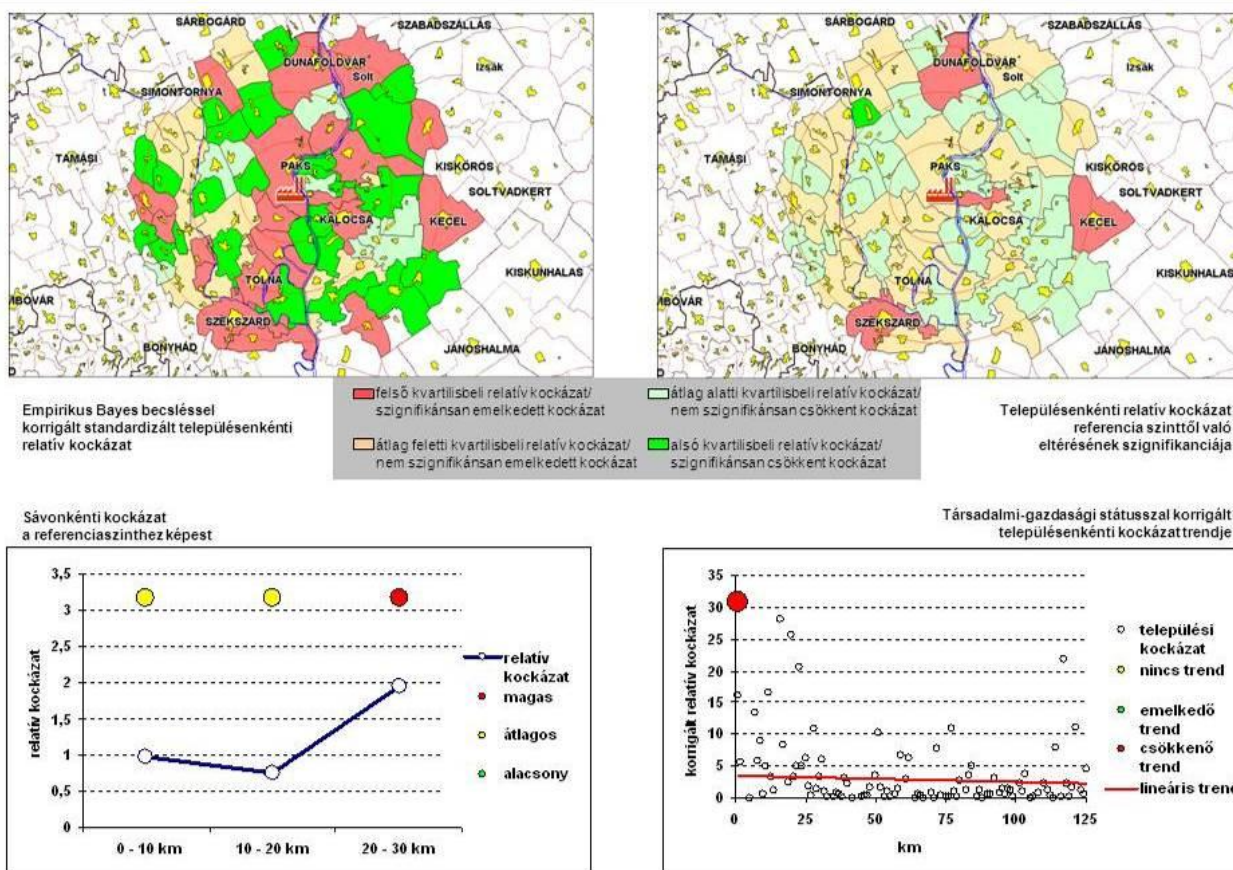 SÁRBOGÁRD
SZABADSZÁLLÁS
DUNAFÖLDVÁR
Solt
Izsák
SIMONTORNYA
TAMÁSI
PAKS
KISKŐRÖS
SOLTVADKERT
KALOCSA
KECEL
TOLNA
KISKUNHALAS
MBÓVÁR
SZEKSZÁRD
BONYHÁD
JÁNOSHALMA
SÁRBOGÁRD
SZABADSZÁLLÁS
DUNAFÖLDVÁR
Solt
Izsák
SIMONTORNYA
TAMÁSI
PAKS
KISKŐRÖS
SOLTVADKERT
KALOCSA
KECEL
TOLNA
KISKUNHALAS
MBÓVÁR
SZEKSZÁRD
BONYHÁD
JÁNOSHALMA
Empirikus Bayes becsléssel
korrigált standardizált településenkénti
relatív kockázat
felső kvartilisbeli relatív kockázat/
szignifikánsan emelkedett kockázat
átlag feletti kvartilisbeli relatív kockázat/
nem szignifikánsan emelkedett kockázat
átlag alatti kvartilisbeli relatív kockázat/
nem szignifikánsan csökkent kockázat
alsó kvartilisbeli relatív kockázat/
szignifikánsan csökkent kockázat
Településenkénti relatív kockázat
referencia szinttől való
eltérésének szignifikanciája
Sávonkénti kockázat
a referenciaszinthez képest
relatív kockázat
3,5
3
2,5
2
1,5
1
0,5
0
0 - 10 km
10 - 20 km
20 - 30 km
relatív
kockázat
magas
átlagos
alacsony
Társadalmi-gazdasági státusszal korrigált
településenkénti kockázat trendje
korrigált relatív kockázat
35
30
25
20
15
10
5
0
0
25
50
75
100
125
km
települési
kockázat
nincs trend
emelkedő
trend
csökkenő
trend
lineáris trend